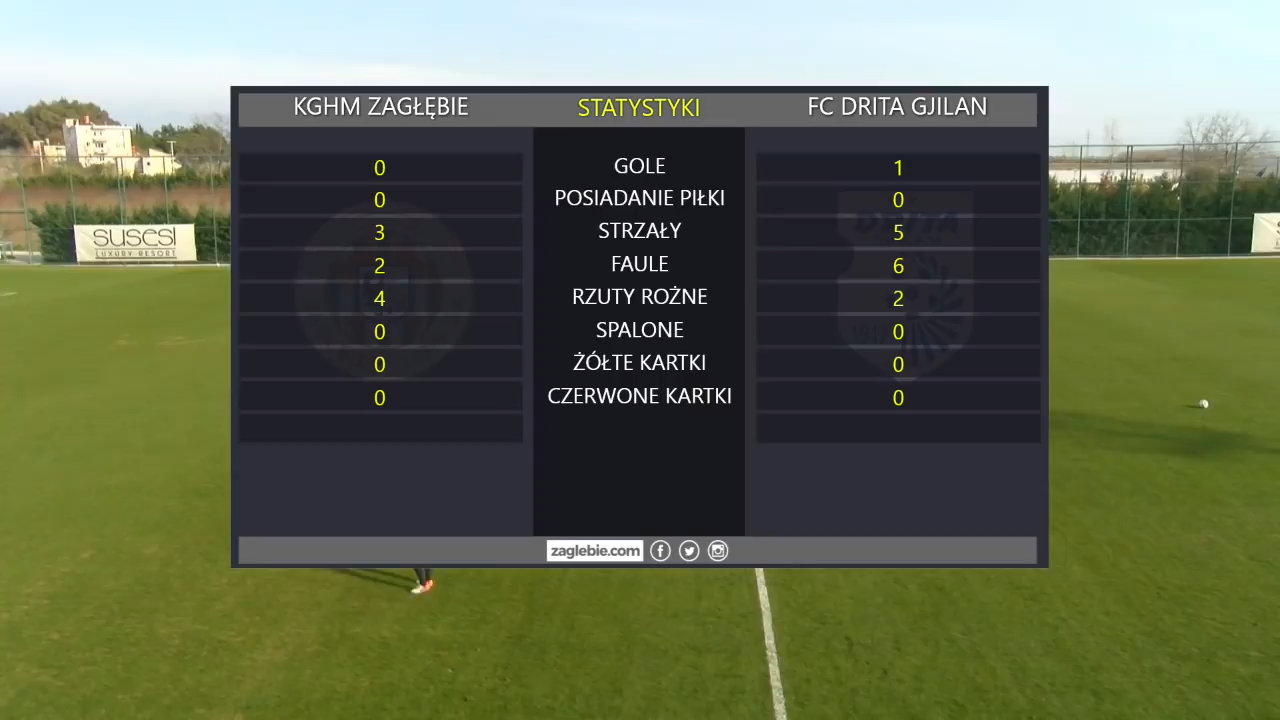 KGHM ZAGŁĘBIE STATYSTYKI FC DRITA GJILAN
0 GOLE 1
0 POSIADANIE PIŁKI 0
3 STRZAŁY 5
2 FAULE 6
4 RZUTY ROŻNE 2
0 SPALONE 0
0 ŻÓŁTE KARTKI 0
0 CZERWONE KARTKI 0
DRITA
susesi
LUXURY RESORT
zaglebie.com